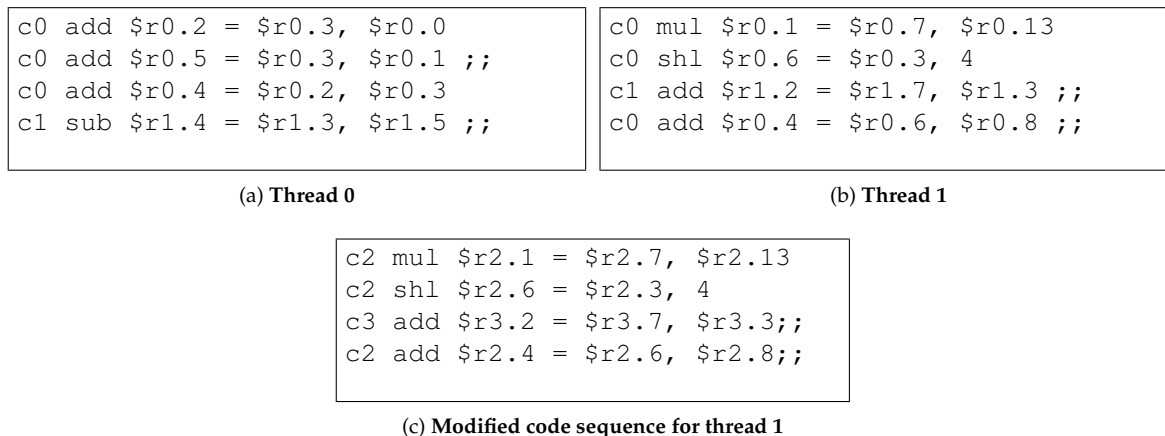 c0 add $r0.2 = $r0.3, $r0.0
c0 add $r0.5 = $r0.3, $r0.1 ;;
c0 add $r0.4 = $r0.2, $r0.3
c1 sub $r1.4 = $r1.3, $r1.5 ;;
(a) Thread 0
c0 mul $r0.1 = $r0.7, $r0.13
c0 shl $r0.6 = $r0.3, 4
c1 add $r1.2 = $r1.7, $r1.3 ;;
c0 add $r0.4 = $r0.6, $r0.8 ;;
(b) Thread 1
c2 mul $r2.1 = $r2.7, $r2.13
c2 shl $r2.6 = $r2.3, 4
c3 add $r3.2 = $r3.7, $r3.3;;
c2 add $r2.4 = $r2.6, $r2.8;;
(c) Modified code sequence for thread 1